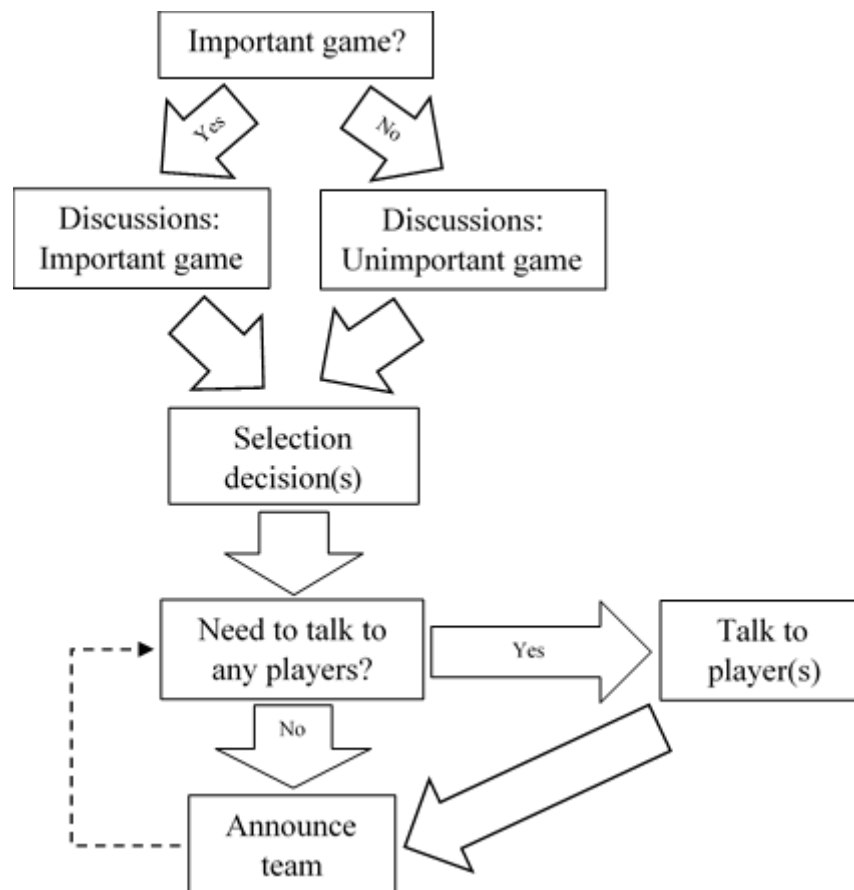 Important game?
Yes
No
Discussions:
Important game
Discussions:
Unimportant game
Selection
decision(s)
Need to talk to
any players?
Yes
Talk to
player(s)
No
Announce
team